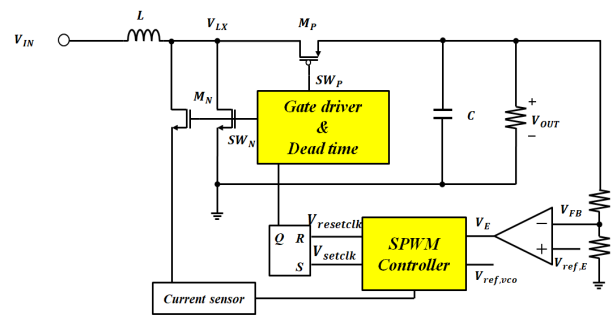 L
V_LX
M_P
V_IN
SW_P
M_N
Gate driver
&
Dead time
SW_N
C
+
V_OUT
−
V_FB
Q R
S
V_resetclk
V_setclk
SPWM
Controller
V_E
−
+
V_ref,E
V_ref,vco
Current sensor